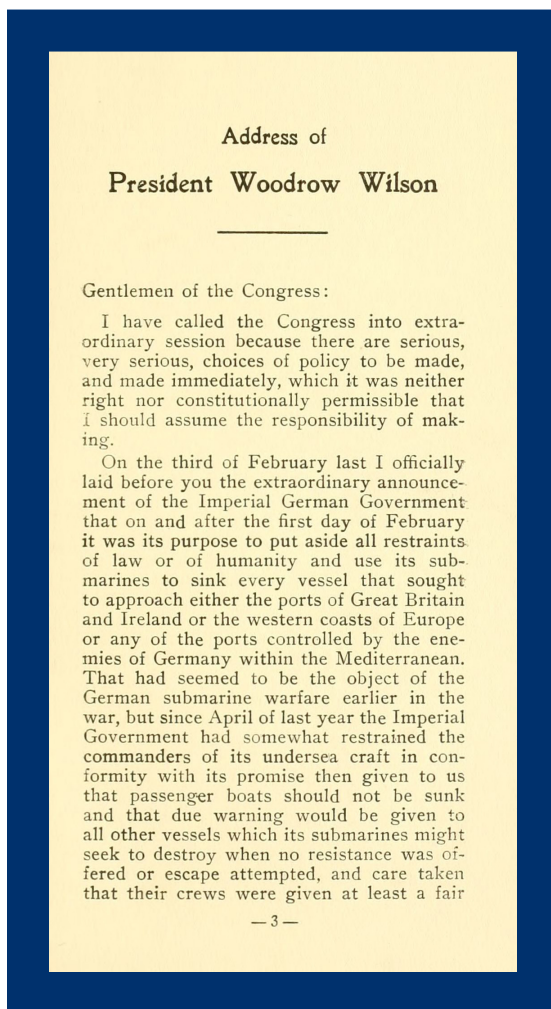 Address of
President Woodrow Wilson
Gentlemen of the Congress:
I have called the Congress into extra-
ordinary session because there are serious,
very serious, choices of policy to be made,
and made immediately, which it was neither
right nor constitutionally permissible that
I should assume the responsibility of mak-
ing.
On the third of February last I officially
laid before you the extraordinary announce-
ment of the Imperial German Government
that on and after the first day of February
it was its purpose to put aside all restraints
of law or of humanity and use its sub-
marines to sink every vessel that sought
to approach either the ports of Great Britain
and Ireland or the western coasts of Europe
or any of the ports controlled by the ene-
mies of Germany within the Mediterranean.
That had seemed to be the object of the
German submarine warfare earlier in the
war, but since April of last year the Imperial
Government had somewhat restrained the
commanders of its undersea craft in con-
formity with its promise then given to us
that passenger boats should not be sunk
and that due warning would be given to
all other vessels which its submarines might
seek to destroy when no resistance was of-
fered or escape attempted, and care taken
that their crews were given at least a fair
—3—